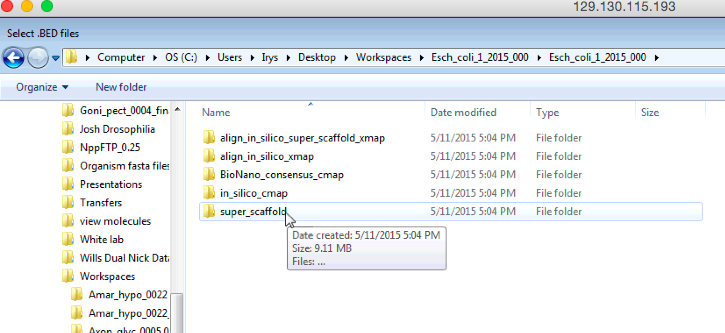 129.130.115.193
Select .BED files
Computer OS (C:) Users Irys Desktop Workspaces Esch_coli_1_2015_000 Esch_coli_1_2015_000
Organize New folder
Goni_pect_0004_fin
Josh Drosophilia
NppFTP_0.25
Organism fasta files
Presentations
Transfers
view molecules
White lab
Wills Dual Nick Data
Workspaces
Amar_hypo_0022
Amar_hypo_0022
Axon_glyc_0005.0
Name Date modified Type Size
align_in_silico_super_scaffold_xmap 5/11/2015 5:04 PM File folder
align_in_silico_xmap 5/11/2015 5:04 PM File folder
BioNano_consensus_cmap 5/11/2015 5:04 PM File folder
in_silico_cmap 5/11/2015 5:04 PM File folder
super_scaffold 5/11/2015 5:04 PM File folder
Date created: 5/11/2015 5:04 PM
Size: 9.11 MB
Files: ...